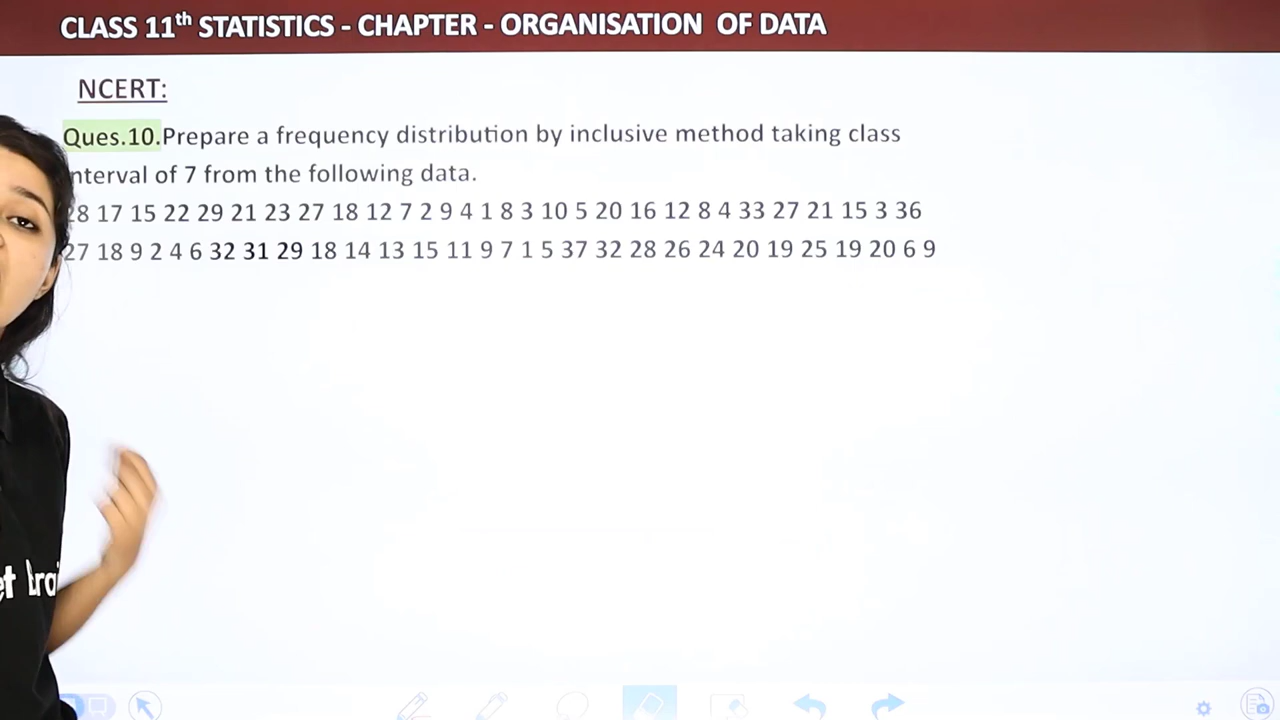 CLASS 11th STATISTICS - CHAPTER - ORGANISATION OF DATA
NCERT:
Ques.10.Prepare a frequency distribution by inclusive method taking class
nterval of 7 from the following data.
28 17 15 22 29 21 23 27 18 12 7 2 9 4 1 8 3 10 5 20 16 12 8 4 33 27 21 15 3 36
27 18 9 2 4 6 32 31 29 18 14 13 15 11 9 7 1 5 37 32 28 26 24 20 19 25 19 20 6 9
et Brai